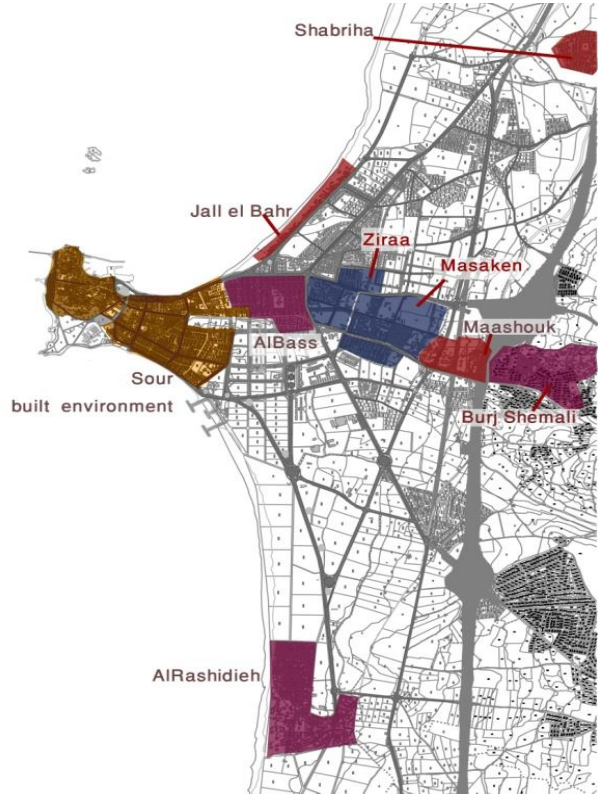 Shabriha
Jall el Bahr
Ziraa
Masaken
Maashouk
AlBass
Sour
built environment
Burj Shemali
AlRashidieh